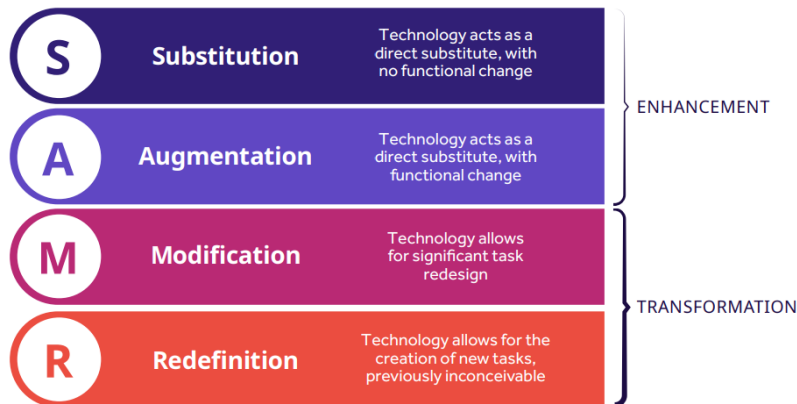 S
Substitution
Technology acts as a
direct substitute, with
no functional change
ENHANCEMENT
A
Augmentation
Technology acts as a
direct substitute, with
functional change
M
Modification
Technology allows
for significant task
redesign
TRANSFORMATION
R
Redefinition
Technology allows for the
creation of new tasks,
previously inconceivable